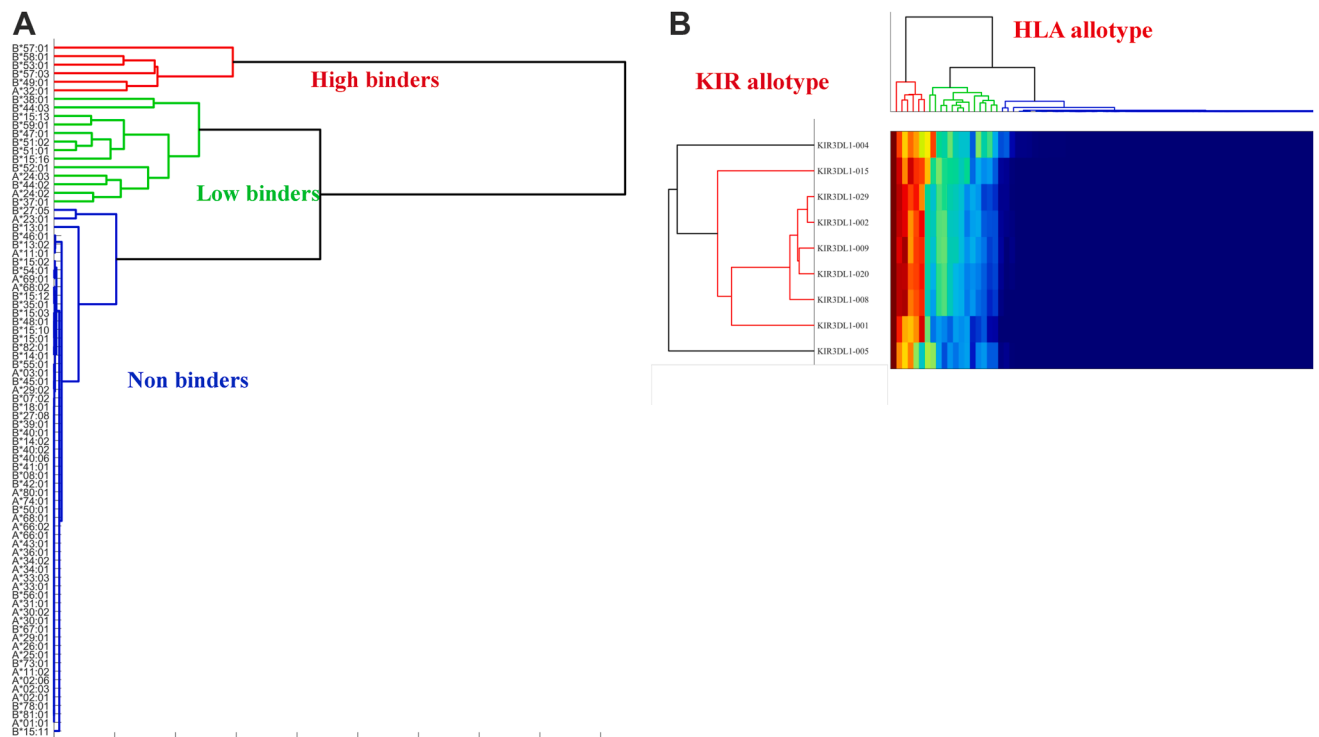 A
B*57:01
B*58:01
B*53:01
B*57:03
B*49:01
A*32:01
B*38:01
B*44:03
B*15:13
B*59:01
B*47:01
B*51:02
B*51:01
B*15:16
B*52:01
A*24:03
B*44:02
A*24:02
B*37:01
B*27:05
A*23:01
B*13:01
B*46:01
B*13:02
A*11:01
B*15:02
B*54:01
A*69:01
A*68:02
B*15:12
B*35:01
B*15:03
B*48:01
B*15:10
B*15:01
B*82:01
B*14:01
B*55:01
A*03:01
B*45:01
A*29:02
B*07:02
B*18:01
B*27:08
B*39:01
B*40:01
B*14:02
B*40:02
B*40:06
B*41:01
B*08:01
B*42:01
A*80:01
A*74:01
B*50:01
A*68:01
A*66:02
A*66:01
A*43:01
A*36:01
A*34:02
A*34:01
A*33:03
A*33:01
B*56:01
A*31:01
A*30:02
A*30:01
B*67:01
A*29:01
A*26:01
A*25:01
B*73:01
A*11:02
A*02:06
A*02:03
A*02:01
B*78:01
B*81:01
A*01:01
B*15:11
High binders
Low binders
Non binders
B
HLA allotype
KIR allotype
KIR3DL1-004
KIR3DL1-015
KIR3DL1-029
KIR3DL1-002
KIR3DL1-009
KIR3DL1-020
KIR3DL1-008
KIR3DL1-001
KIR3DL1-005